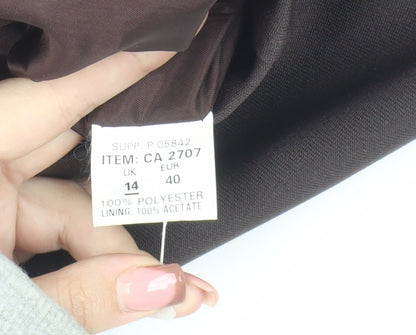 SUPP: P 05842
ITEM: CA 2707
UK EUR
14 40
100% POLYESTER
LINING: 100% ACETATE